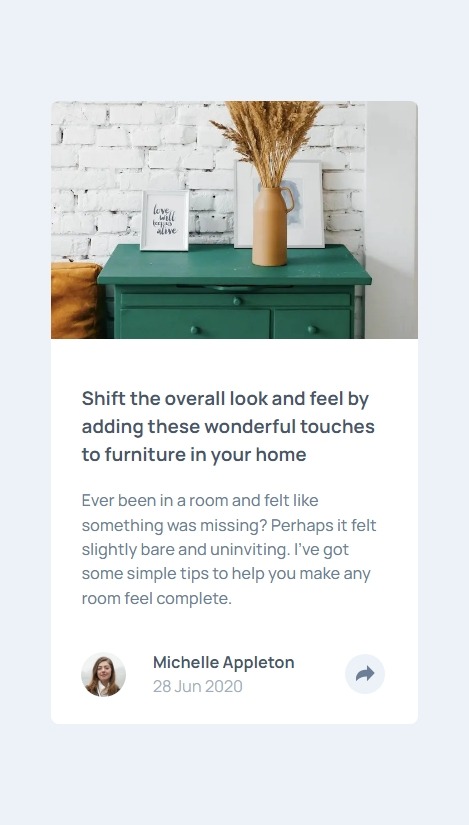 love
will
keep us
alive
Shift the overall look and feel by
adding these wonderful touches
to furniture in your home
Ever been in a room and felt like
something was missing? Perhaps it felt
slightly bare and uninviting. I’ve got
some simple tips to help you make any
room feel complete.
Michelle Appleton
28 Jun 2020